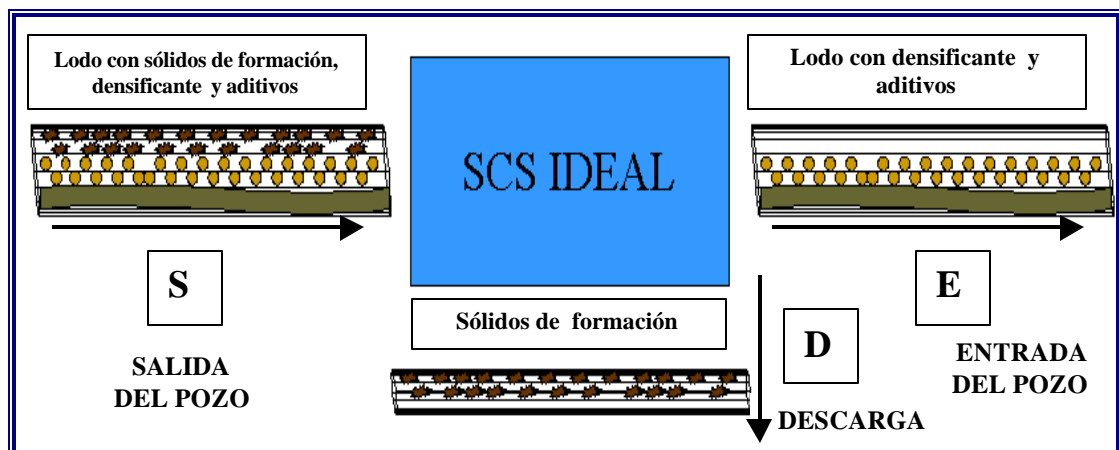 Lodo con sólidos de formación,
densificante y aditivos
SCS IDEAL
Lodo con densificante y
aditivos
S
SALIDA
DEL POZO
Sólidos de formación
D
DESCARGA
E
ENTRADA
DEL POZO